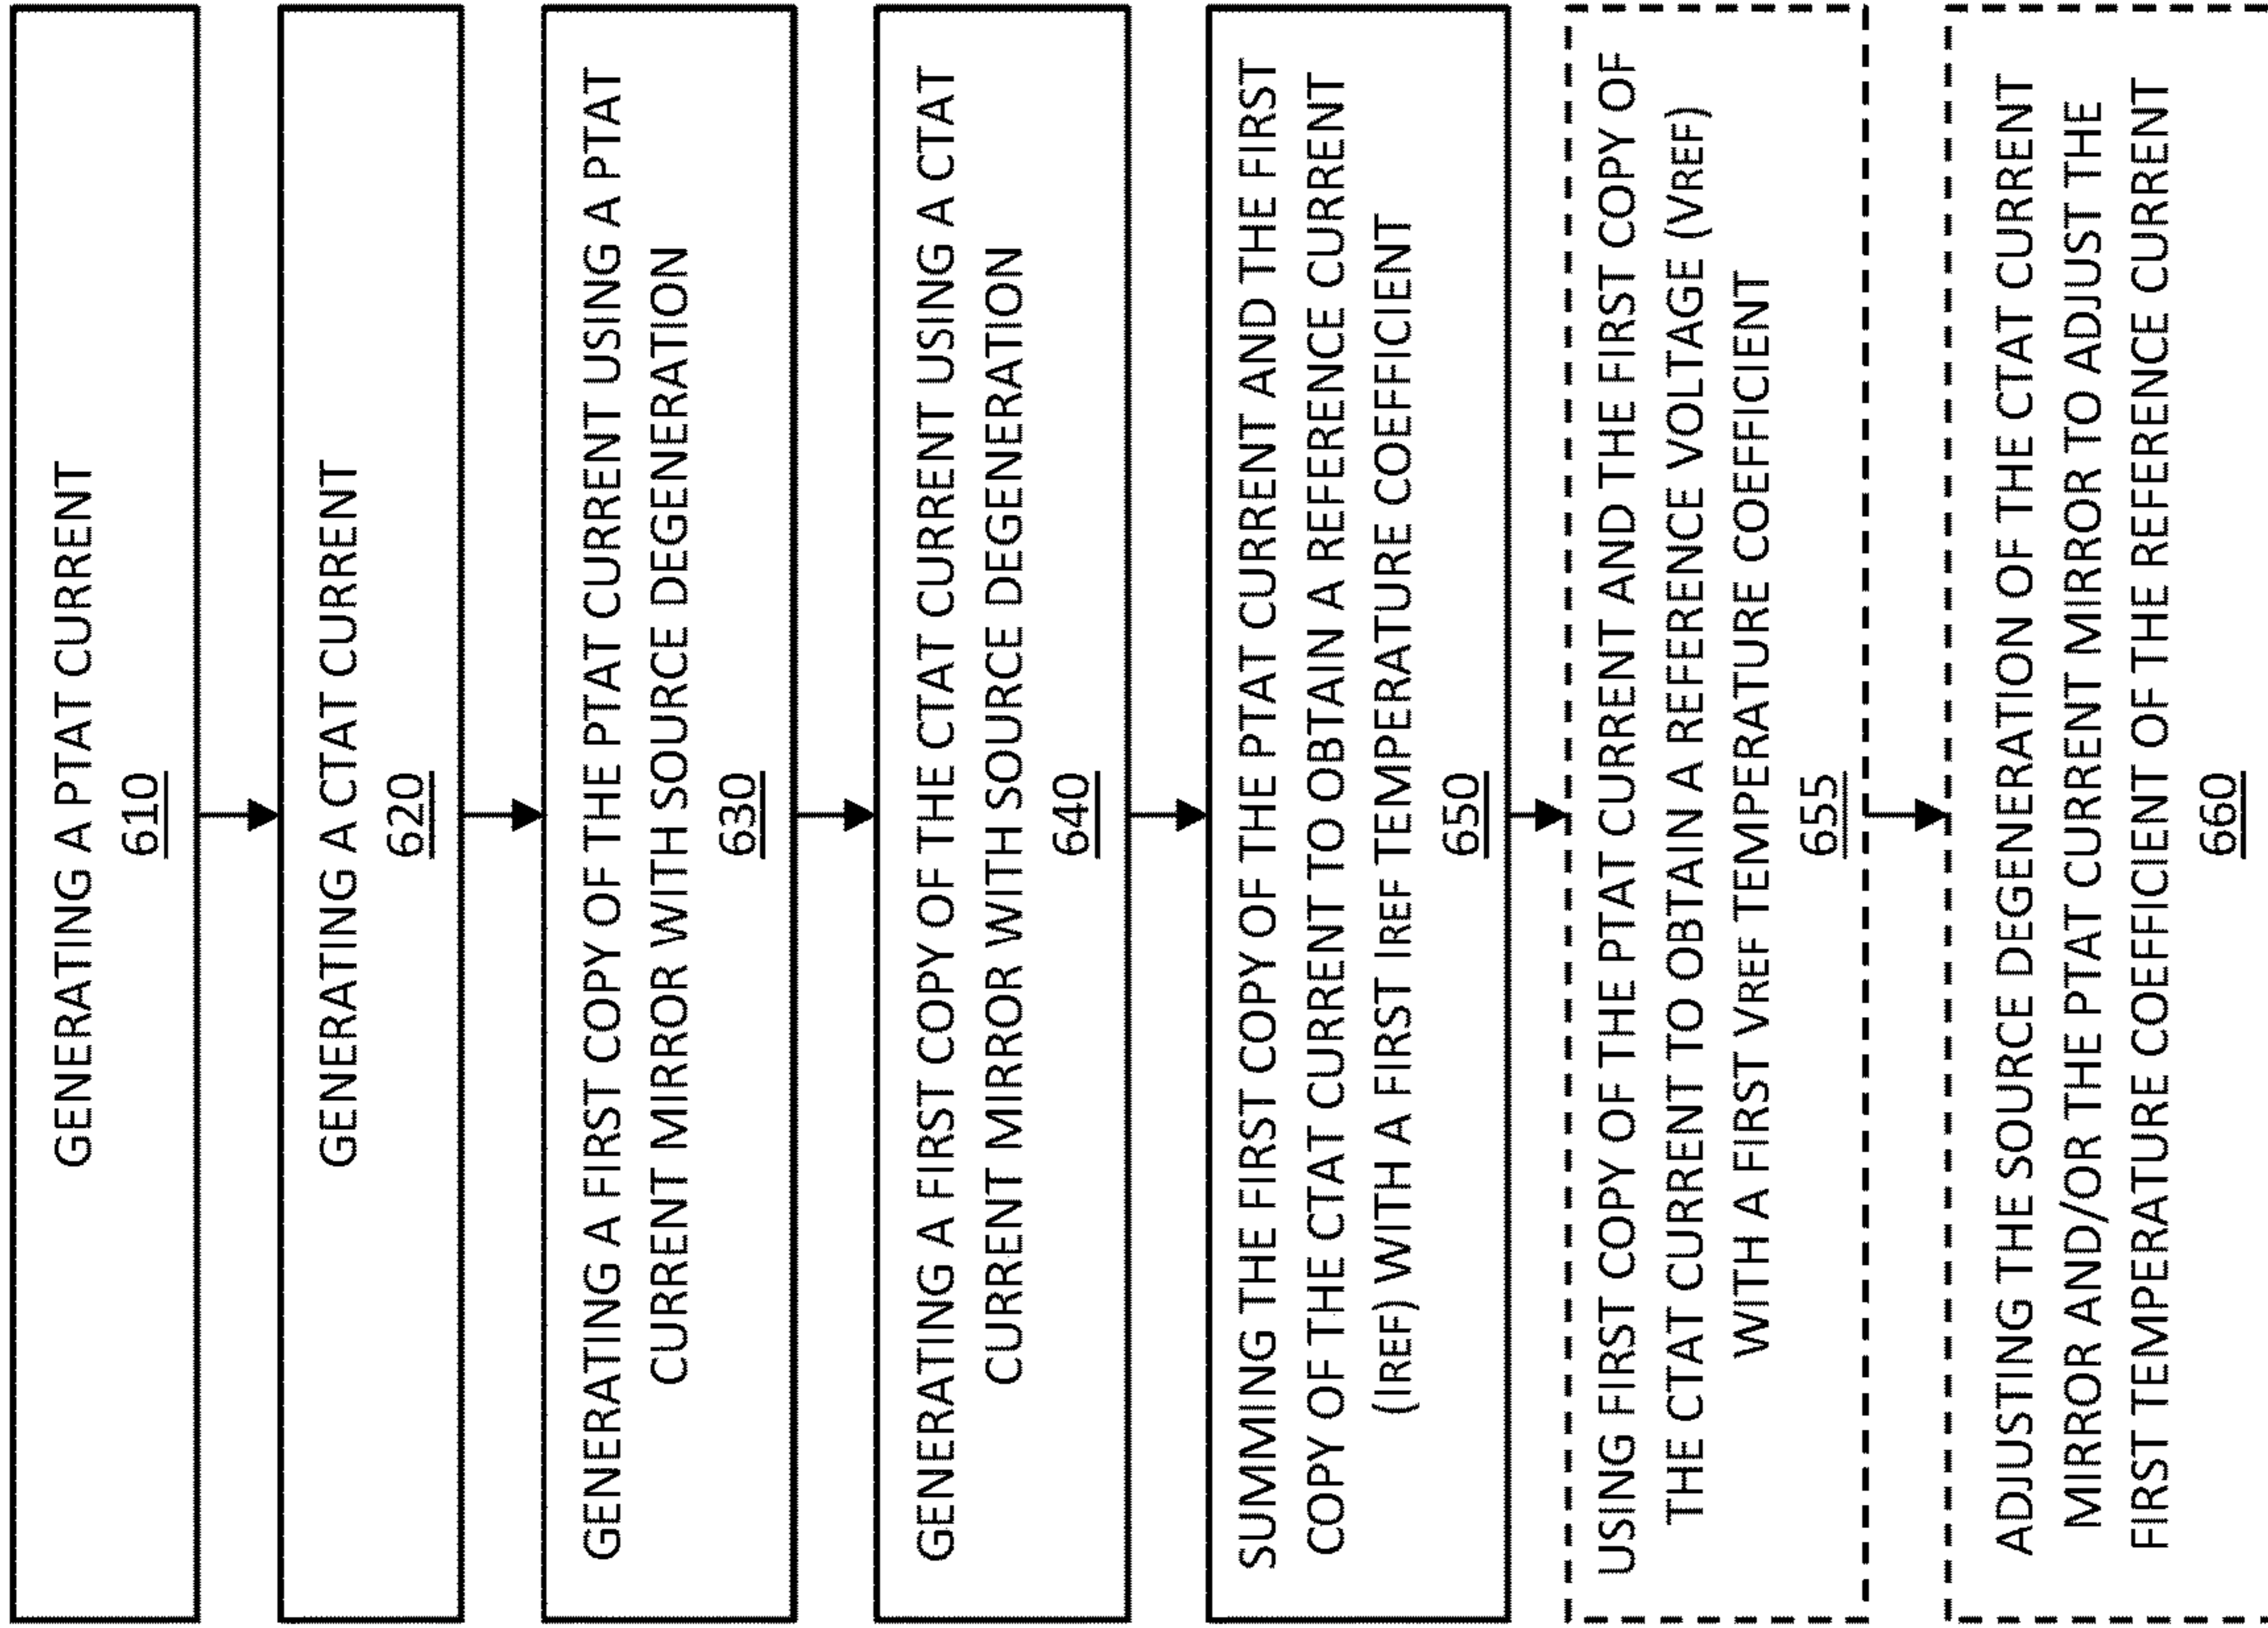 GENERATING A PTAT CURRENT
610
GENERATING A CTAT CURRENT
620
GENERATING A FIRST COPY OF THE PTAT CURRENT USING A PTAT
CURRENT MIRROR WITH SOURCE DEGENERATION
630
GENERATING A FIRST COPY OF THE CTAT CURRENT USING A CTAT
CURRENT MIRROR WITH SOURCE DEGENERATION
640
SUMMING THE FIRST COPY OF THE PTAT CURRENT AND THE FIRST
COPY OF THE CTAT CURRENT TO OBTAIN A REFERENCE CURRENT
(IREF) WITH A FIRST IREF TEMPERATURE COEFFICIENT
650
USING FIRST COPY OF THE PTAT CURRENT AND THE FIRST COPY OF
THE CTAT CURRENT TO OBTAIN A REFERENCE VOLTAGE (VREF)
WITH A FIRST VREF TEMPERATURE COEFFICIENT
655
ADJUSTING THE SOURCE DEGENERATION OF THE CTAT CURRENT
MIRROR AND/OR THE PTAT CURRENT MIRROR TO ADJUST THE
FIRST TEMPERATURE COEFFICIENT OF THE REFERENCE CURRENT
660